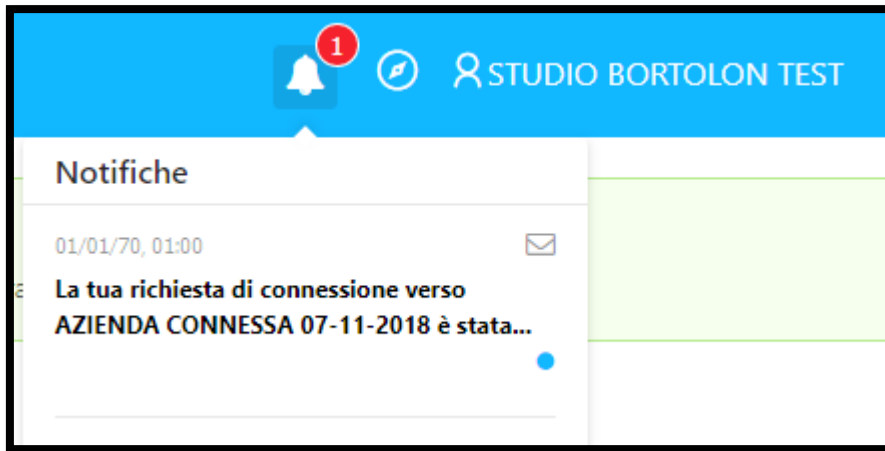 1
STUDIO BORTOLON TEST
Notifiche
01/01/70, 01:00
La tua richiesta di connessione verso
AZIENDA CONNESSA 07-11-2018 è stata...